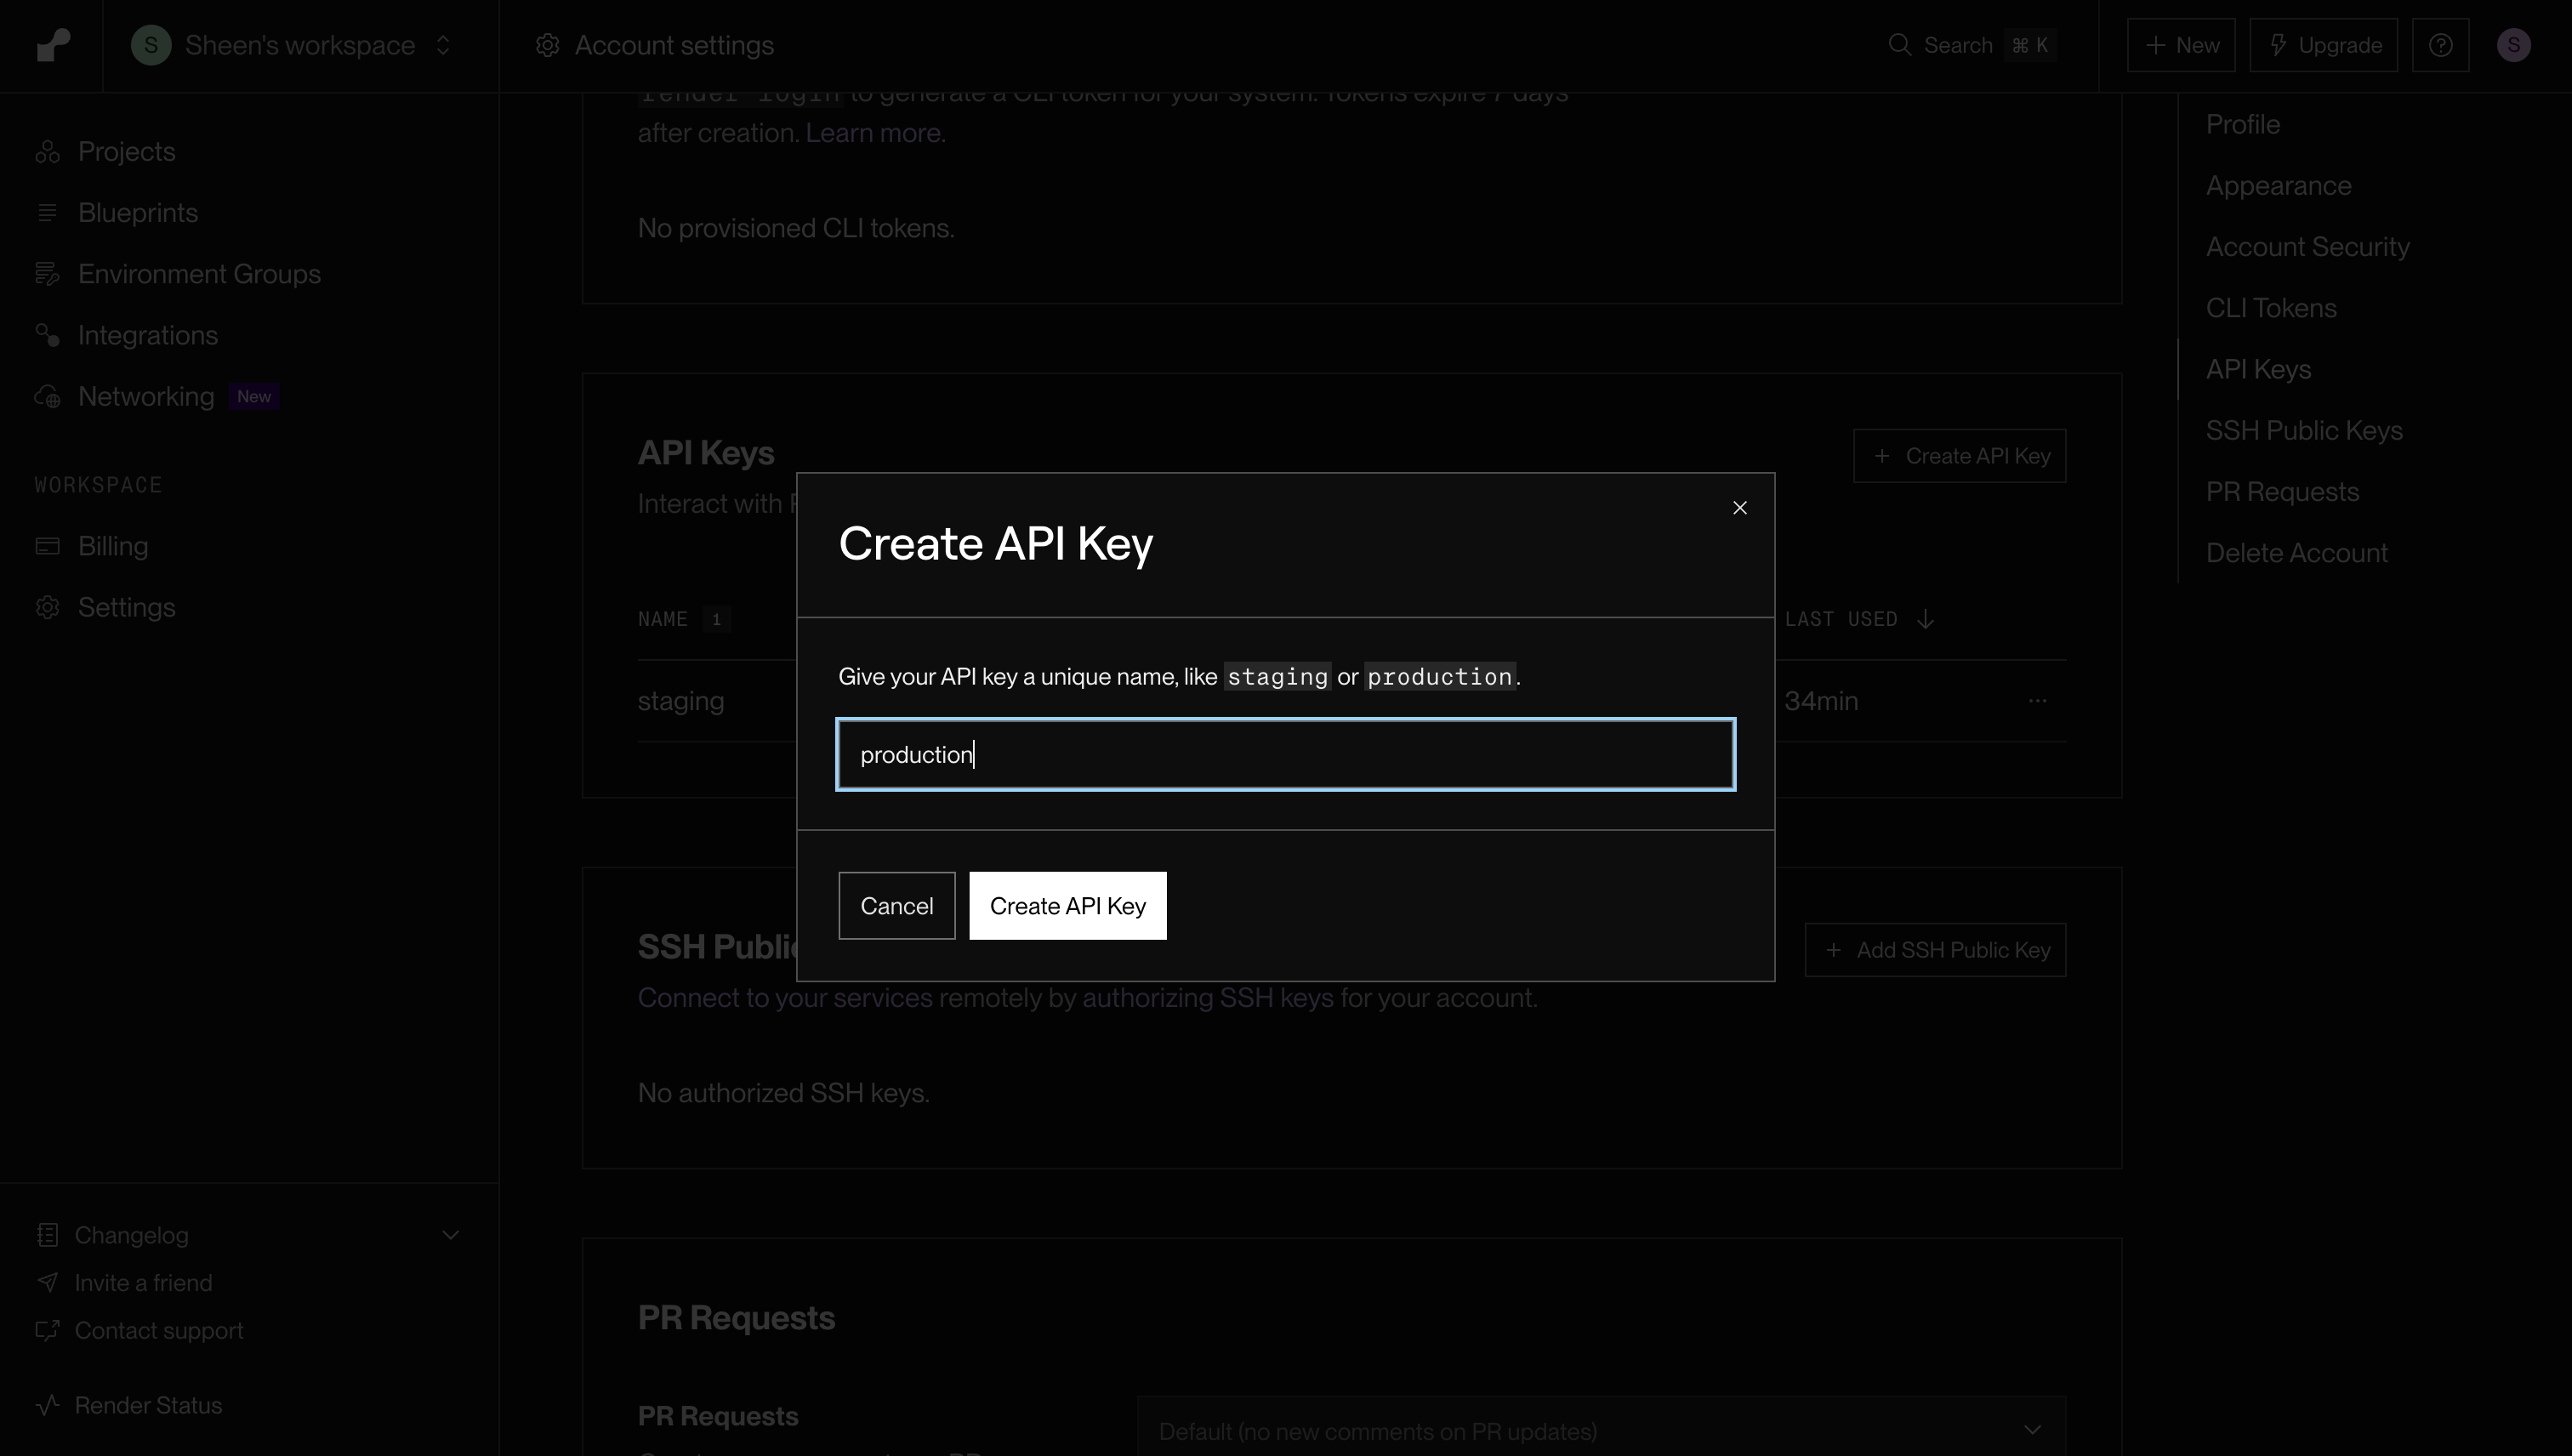 S Sheen's workspace
Account settings
Search ⌘ K
+ New
Upgrade
S
Projects
Blueprints
Environment Groups
Integrations
Networking New
WORKSPACE
Billing
Settings
Changelog
Invite a friend
Contact support
Render Status
render login to generate a CLI token for your system. Tokens expire 7 days
after creation. Learn more.
No provisioned CLI tokens.
API Keys
+ Create API Key
Interact with
NAME 1
LAST USED
staging
34min
Create API Key
Give your API key a unique name, like staging or production.
production
Cancel
Create API Key
SSH Public
+ Add SSH Public Key
Connect to your services remotely by authorizing SSH keys for your account.
No authorized SSH keys.
PR Requests
PR Requests
Default (no new comments on PR updates)
Profile
Appearance
Account Security
CLI Tokens
API Keys
SSH Public Keys
PR Requests
Delete Account